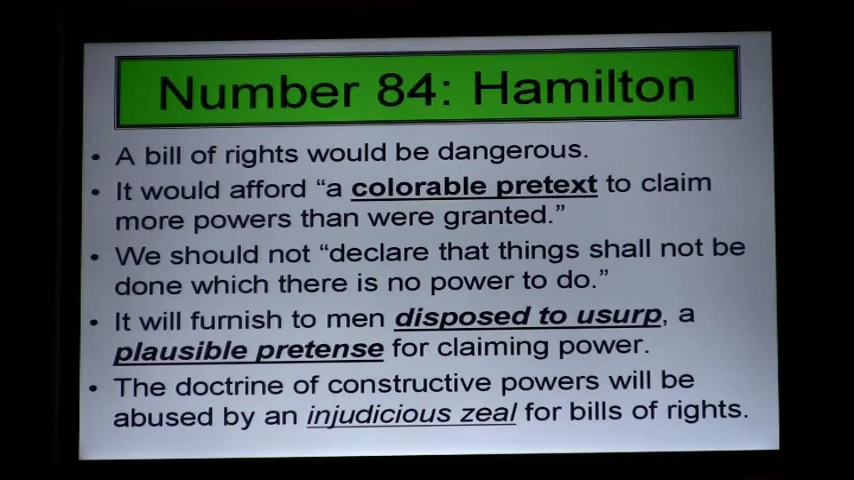 Number 84: Hamilton
• A bill of rights would be dangerous.
• It would afford “a colorable pretext to claim
more powers than were granted.”
• We should not “declare that things shall not be
done which there is no power to do.”
• It will furnish to men disposed to usurp, a
plausible pretense for claiming power.
• The doctrine of constructive powers will be
abused by an injudicious zeal for bills of rights.